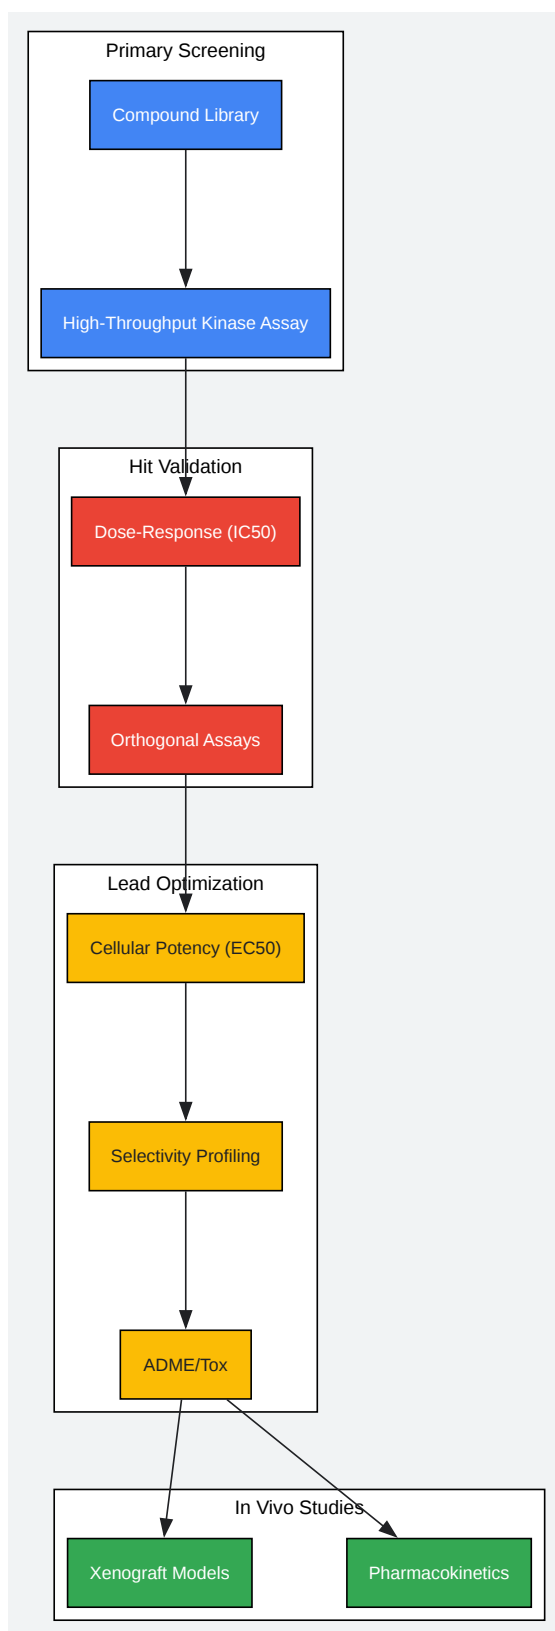 Primary Screening
Compound Library
High-Throughput Kinase Assay
Hit Validation
Dose-Response (IC50)
Orthogonal Assays
Lead Optimization
Cellular Potency (EC50)
Selectivity Profiling
ADME/Tox
In Vivo Studies
Xenograft Models
Pharmacokinetics